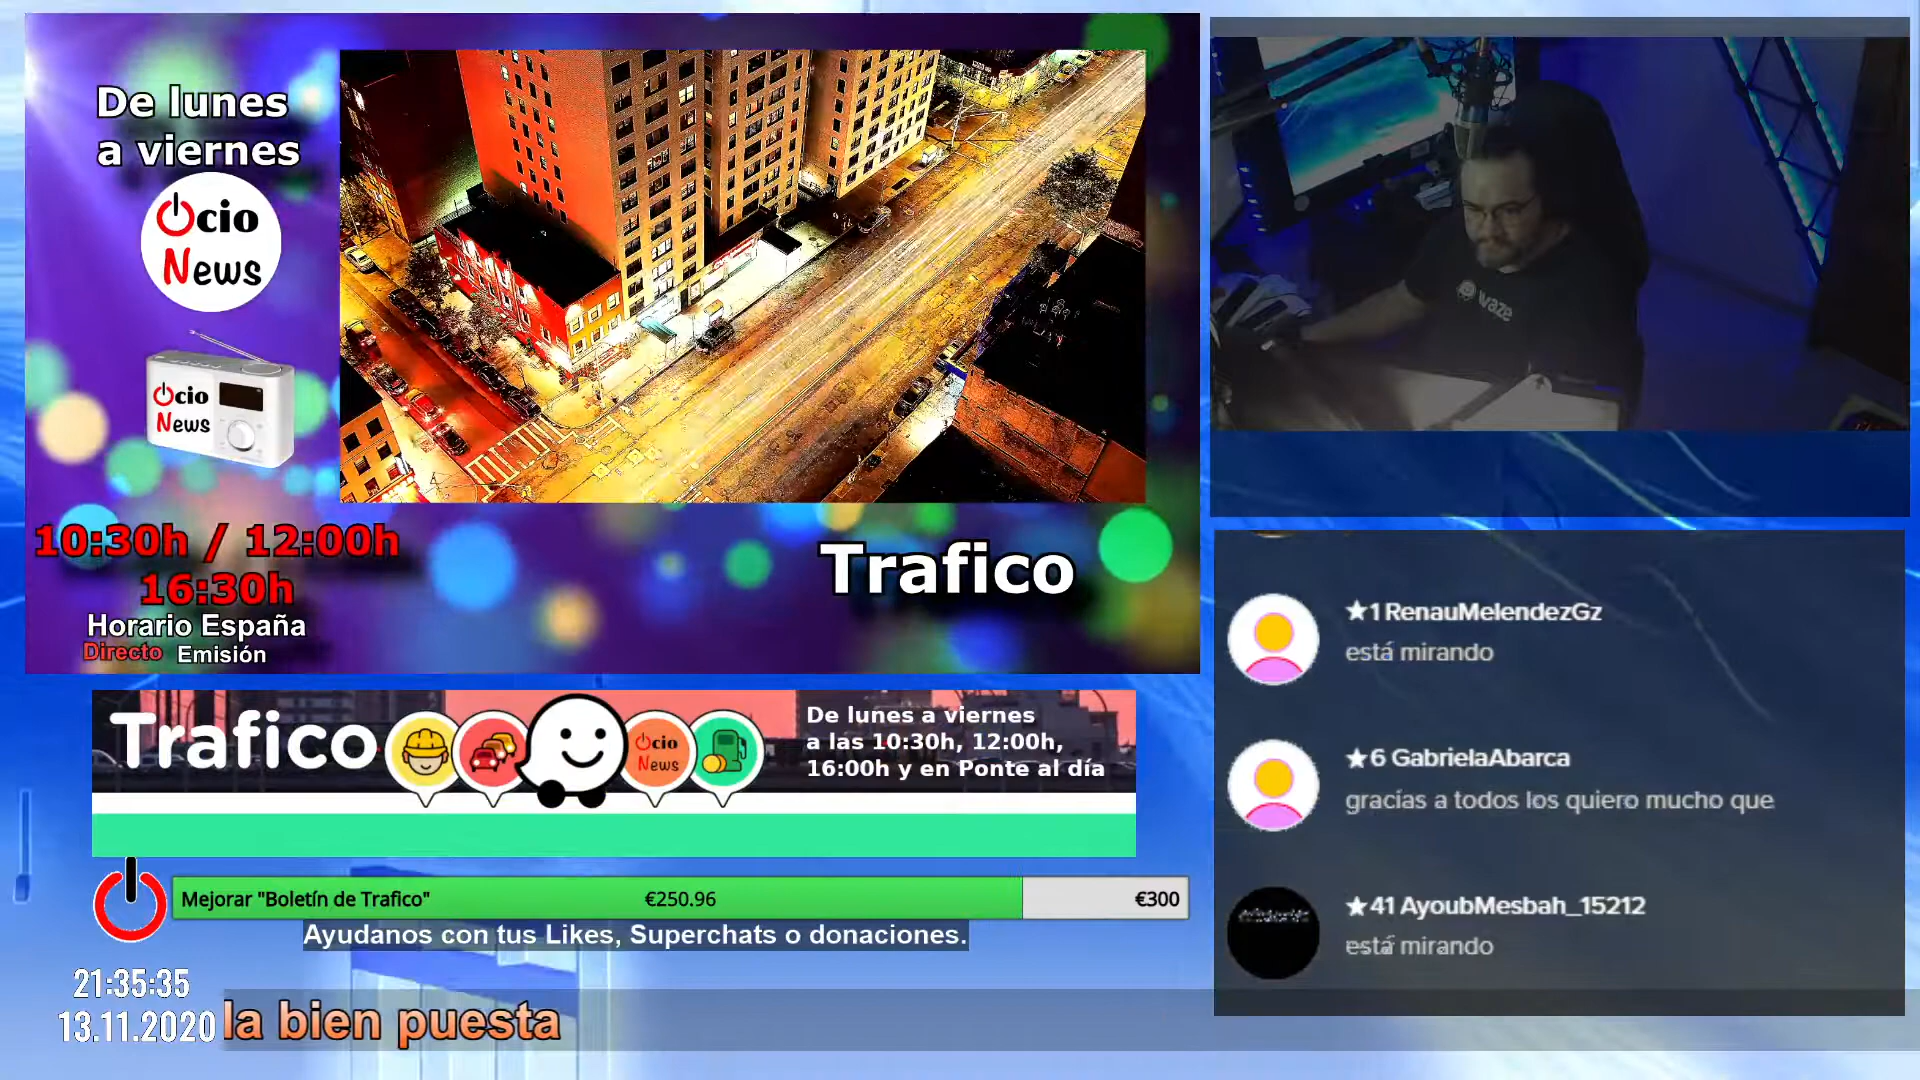 De lunes
a viernes
Ocio
News
Ocio
News
10:30h / 12:00h
16:30h
Horario España
Directo Emisión
Trafico
waze
Trafico
Ocio
News
De lunes a viernes
a las 10:30h, 12:00h,
16:00h y en Ponte al día
Mejorar "Boletín de Trafico"
€250.96
€300
Ayudanos con tus Likes, Superchats o donaciones.
21:35:35
13.11.2020
la bien puesta
★1 RenauMelendezGz
está mirando
★6 GabrielaAbarca
gracias a todos los quiero mucho que
★41 AyoubMesbah_15212
está mirando